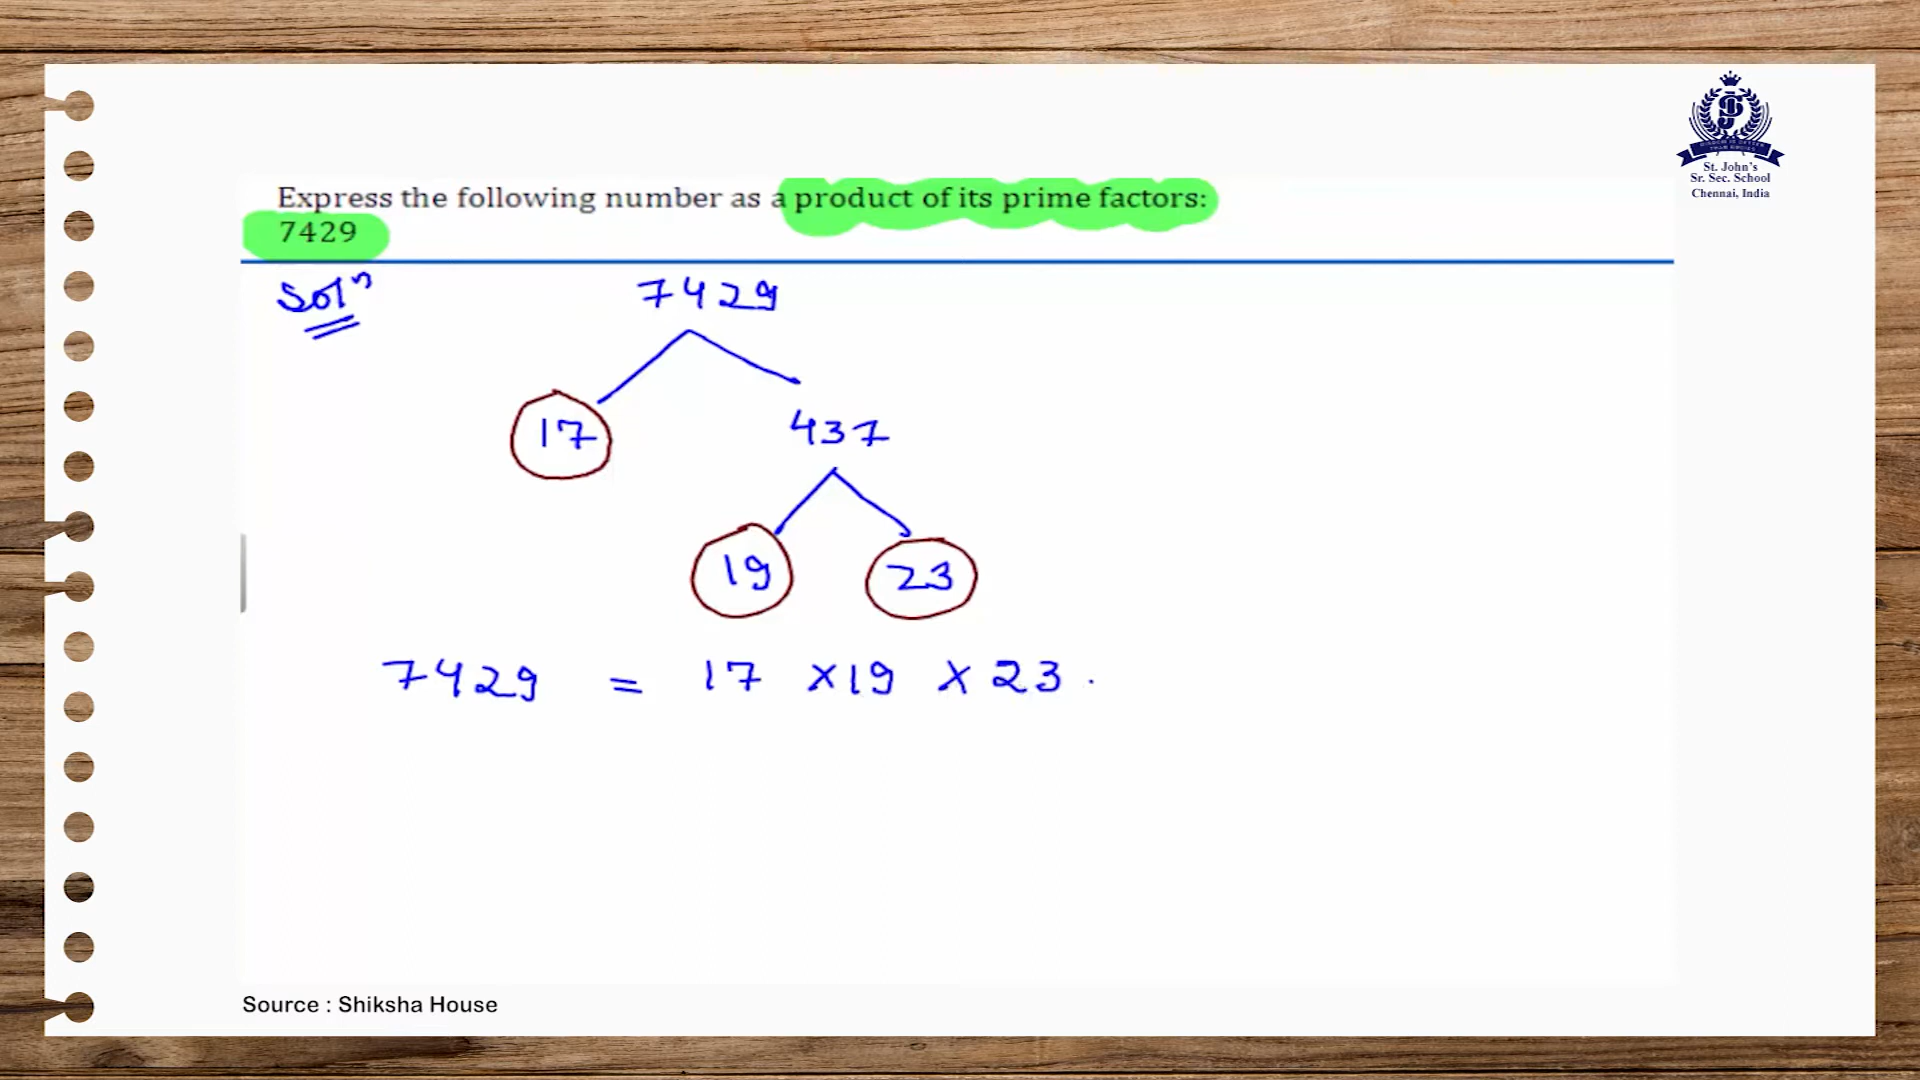 St. John's
Sr. Sec. School
Chennai, India
Express the following number as a product of its prime factors:
7429
Solⁿ
7429
17
437
19
23
7429 = 17 × 19 × 23 .
Source : Shiksha House